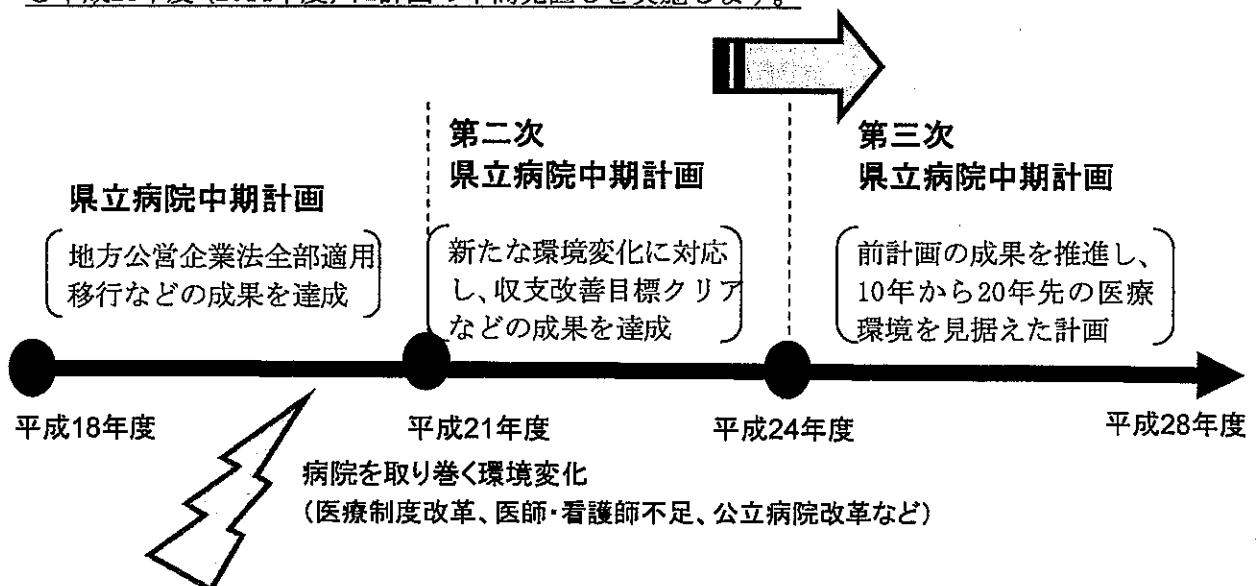 第二次
県立病院中期計画
第三次
県立病院中期計画
県立病院中期計画
地方公営企業法全部適用
移行などの成果を達成
新たな環境変化に対応
し、収支改善目標クリア
などの成果を達成
前計画の成果を推進し、
10年から20年先の医療
環境を見据えた計画
平成18年度
平成21年度
平成24年度
平成28年度
病院を取り巻く環境変化
(医療制度改革、医師・看護師不足、公立病院改革など)